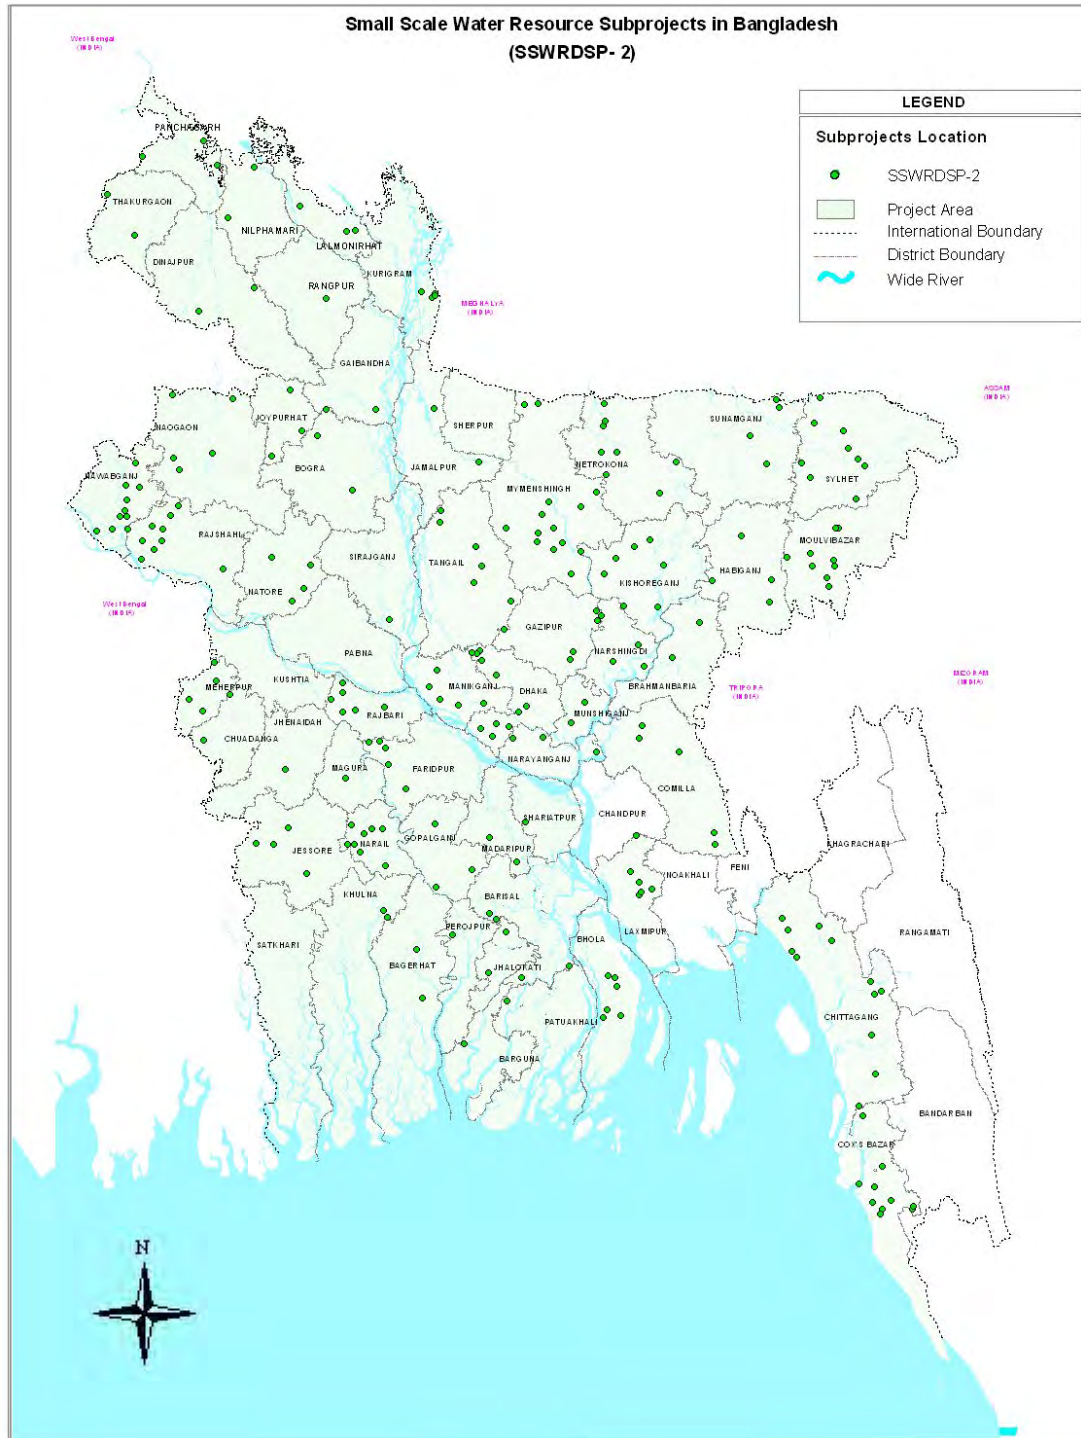 Small Scale Water Resource Subprojects in Bangladesh
(SSWRDSP- 2)
West Bengal
(INDIA)
LEGEND
Subprojects Location
SSWRDSP-2
Project Area
International Boundary
District Boundary
Wide River
PANCHAGARH
THAKURGAON
NILPHAMARI
LALMONIRHAT
DINAJPUR
KURIGRAM
RANGPUR
MEGHALYA
(INDIA)
GAIBANDHA
ASSAM
(INDIA)
JOYPURHAT
SHERPUR
SUNAMGANJ
NAOGAON
NAWABGANJ
BOGRA
JAMALPUR
NETROKONA
SYLHET
MYMENSHINGH
RAJSHAHI
MOULVIBAZAR
SIRAJGANJ
TANGAIL
HABIGANJ
KISHOREGANJ
NATORE
West Bengal
(INDIA)
GAZIPUR
PABNA
NARSHINGDI
KUSHTIA
MEHERPUR
MANIKGANJ
DHAKA
BRAHMANBARIA
TRIPORA
(INDIA)
MIZORAM
(INDIA)
RAJBARI
MUNSHIGANJ
JHENAIDAH
CHUADANGA
NARAYANGANJ
MAGURA
FARIDPUR
COMILLA
SHARIATPUR
CHANDPUR
GOPALGANJ
NARAIL
JESSORE
MADARIPUR
KHAGRACHARI
FENI
NOAKHALI
KHULNA
BARISAL
PEROJPUR
LAXMIPUR
RANGAMATI
SATKHARI
BHOLA
BAGERHAT
JHALOKATI
CHITTAGANG
PATUAKHALI
BARGUNA
BANDARBAN
COX'S BAZAR
N